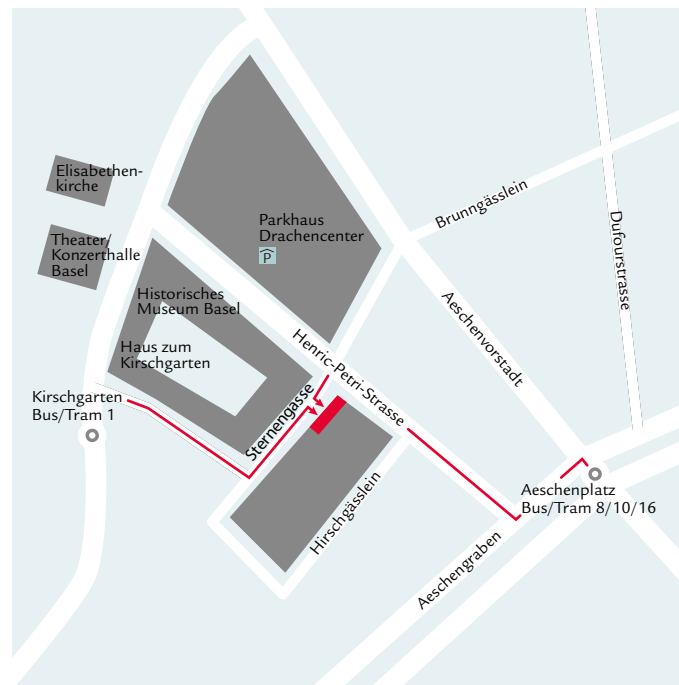 Elisabethen-
kirche
Theater/
Konzerthalle
Basel
Parkhaus
Drachencenter
P
Brunngässlein
Dufourstrasse
Historisches
Museum Basel
Haus zum
Kirschgarten
Henric-Petri-Strasse
Aeschenvorstadt
Kirschgarten
Bus/Tram 1
Sternengasse
Hirschgässlein
Aeschenplatz
Bus/Tram 8/10/16
Aeschengraben